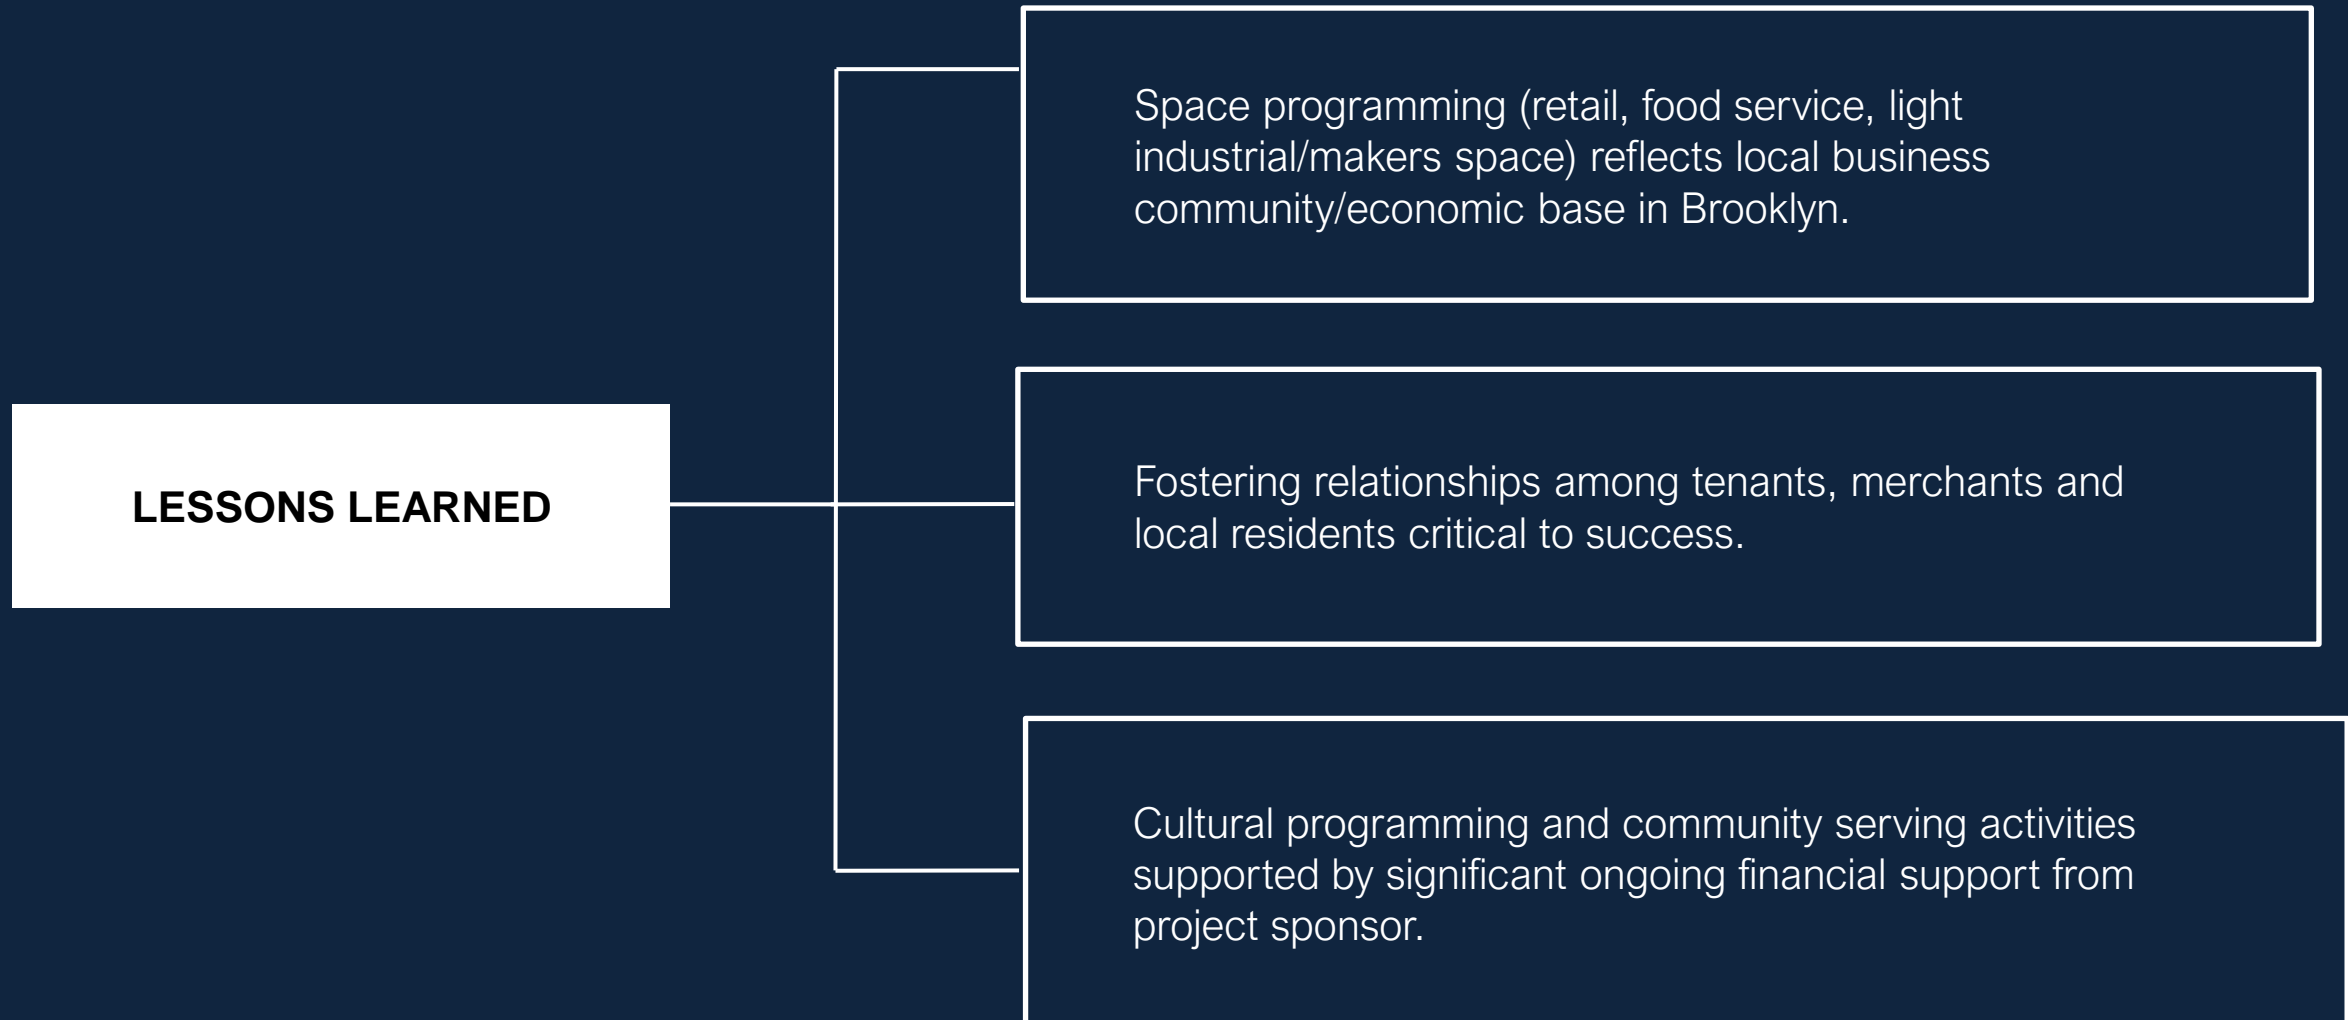 LESSONS LEARNED
Space programming (retail, food service, light
industrial/makers space) reflects local business
community/economic base in Brooklyn.
Fostering relationships among tenants, merchants and
local residents critical to success.
Cultural programming and community serving activities
supported by significant ongoing financial support from
project sponsor.